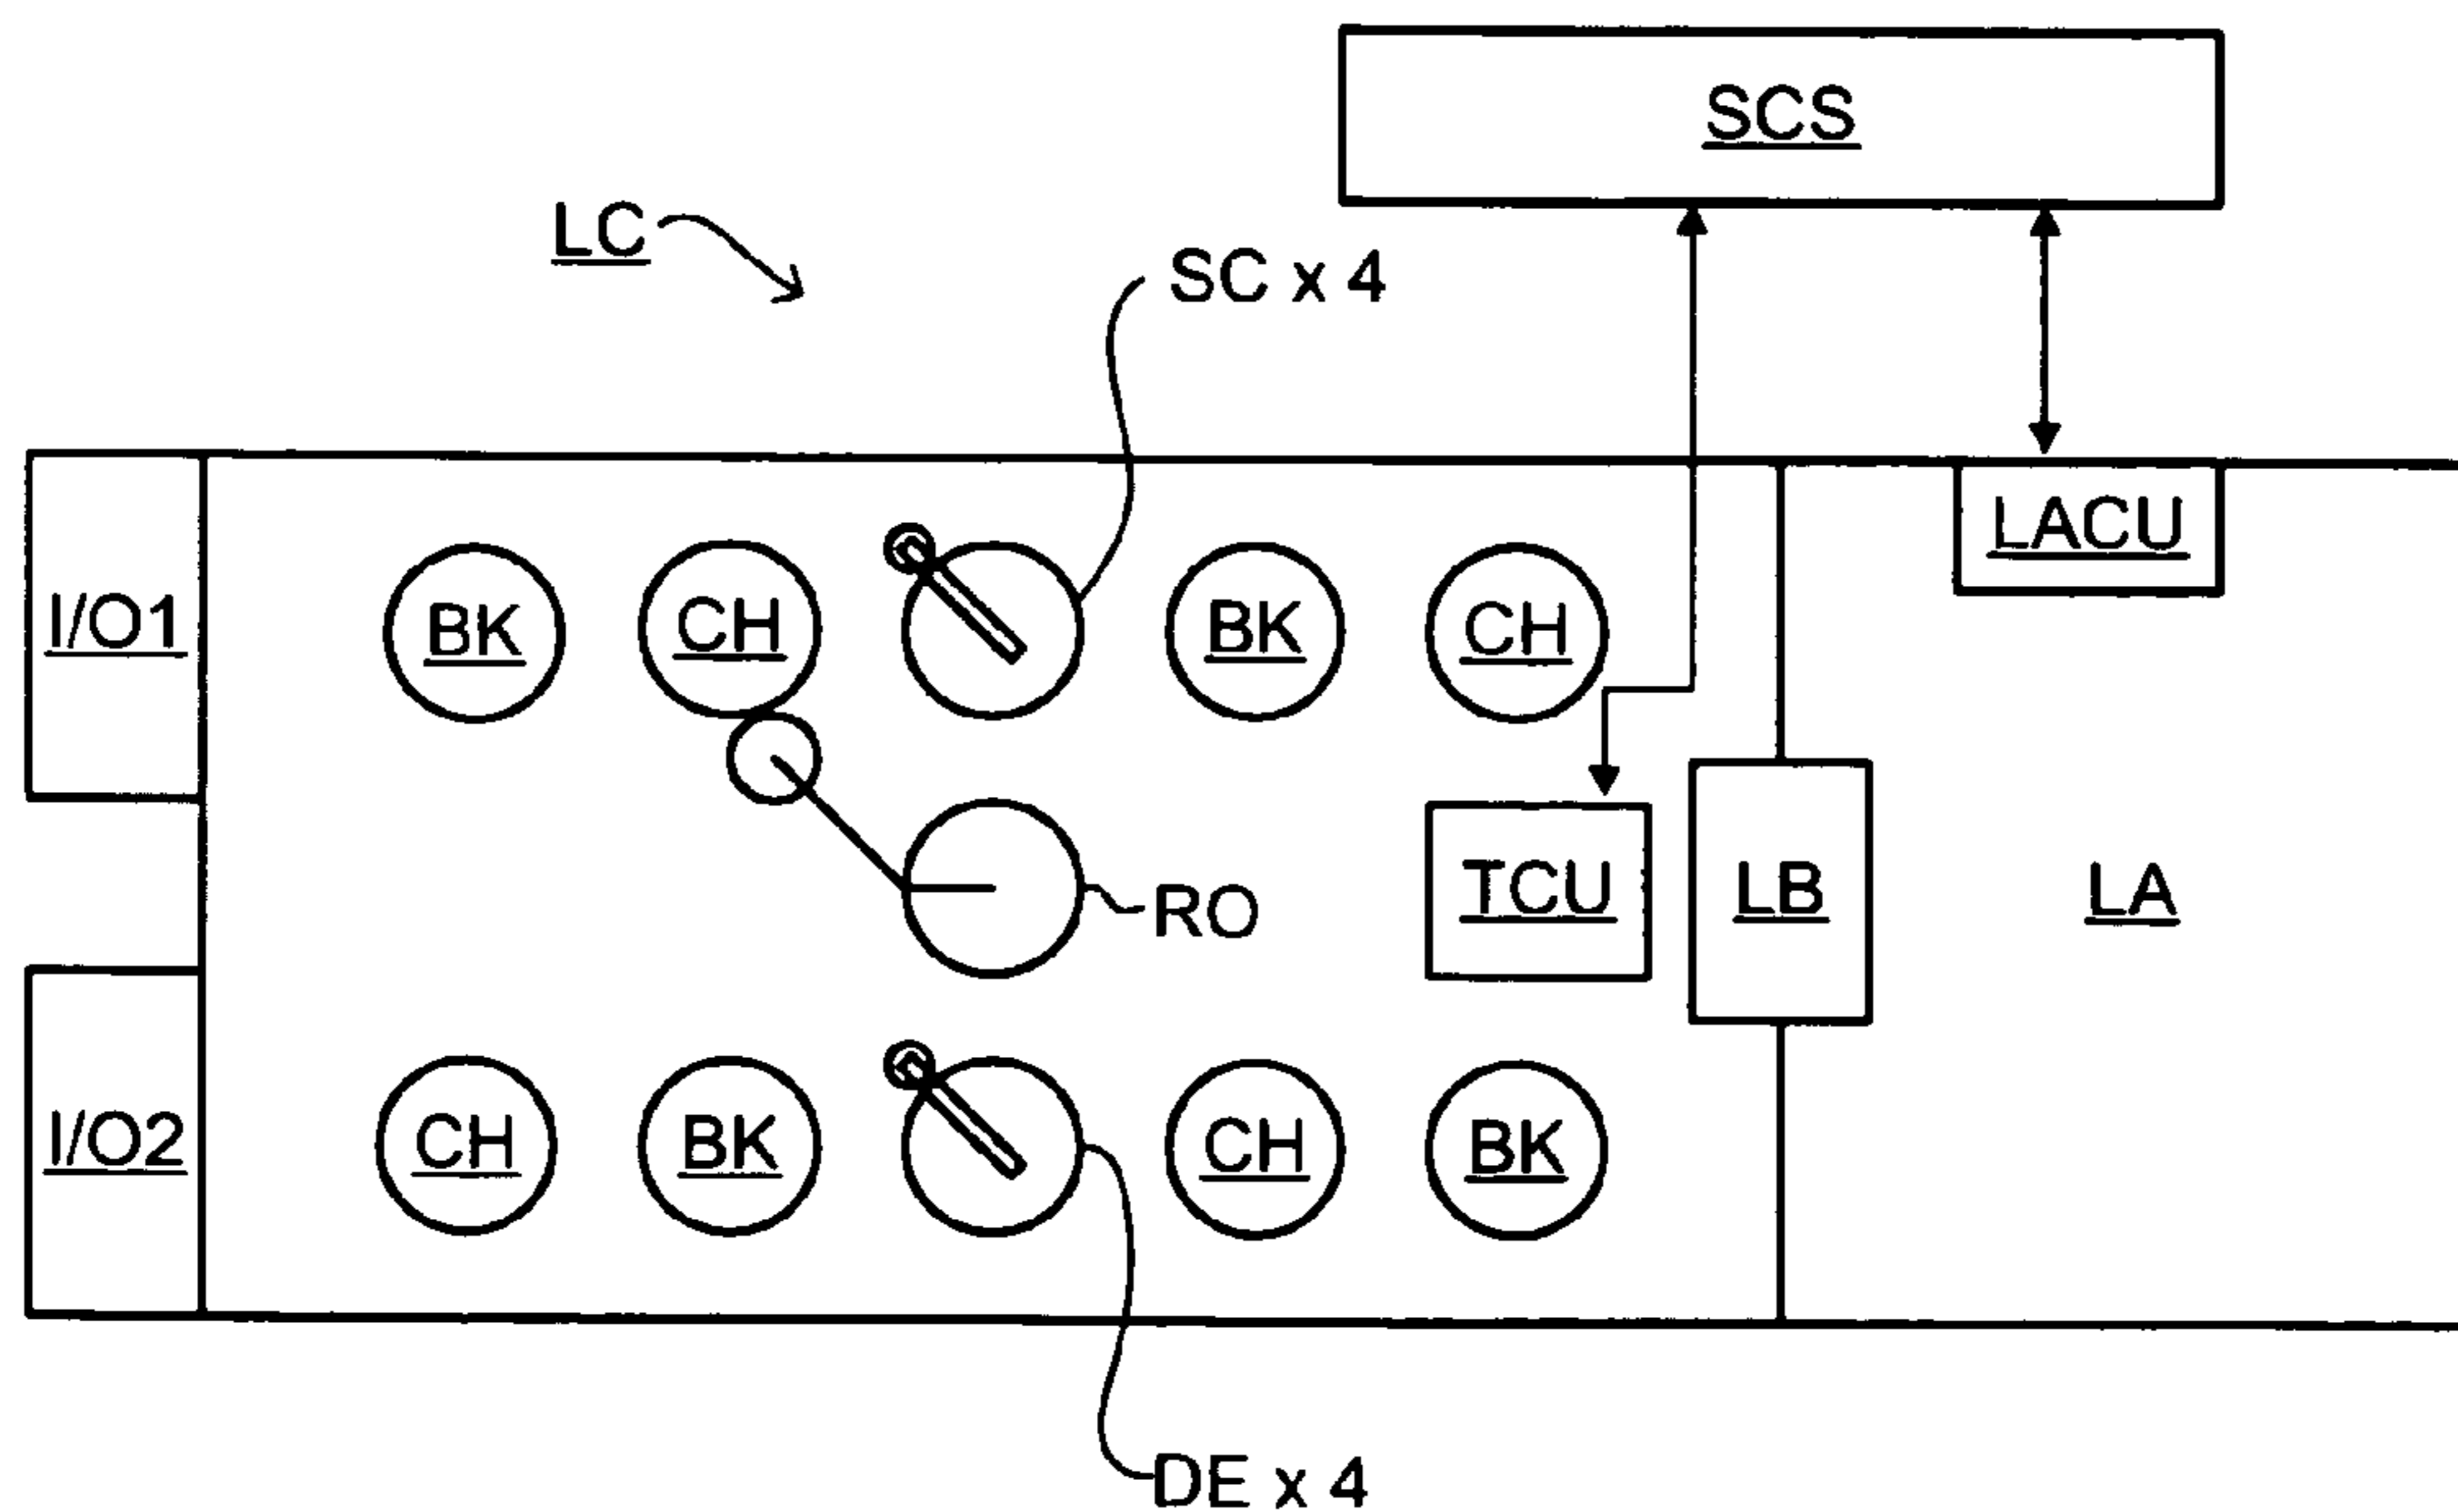 SCS
LC
SC x 4
LACU
I/O1
BK
CH
BK
CH
RO
TCU
LB
LA
I/O2
CH
BK
CH
BK
DE x 4